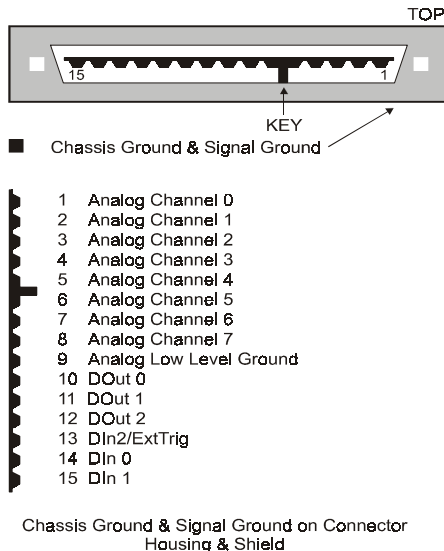 TOP
15 1
KEY
Chassis Ground & Signal Ground
1 Analog Channel 0
2 Analog Channel 1
3 Analog Channel 2
4 Analog Channel 3
5 Analog Channel 4
6 Analog Channel 5
7 Analog Channel 6
8 Analog Channel 7
9 Analog Low Level Ground
10 DOut 0
11 DOut 1
12 DOut 2
13 DIn2/ExtTrig
14 DIn 0
15 DIn 1
Chassis Ground & Signal Ground on Connector
Housing & Shield